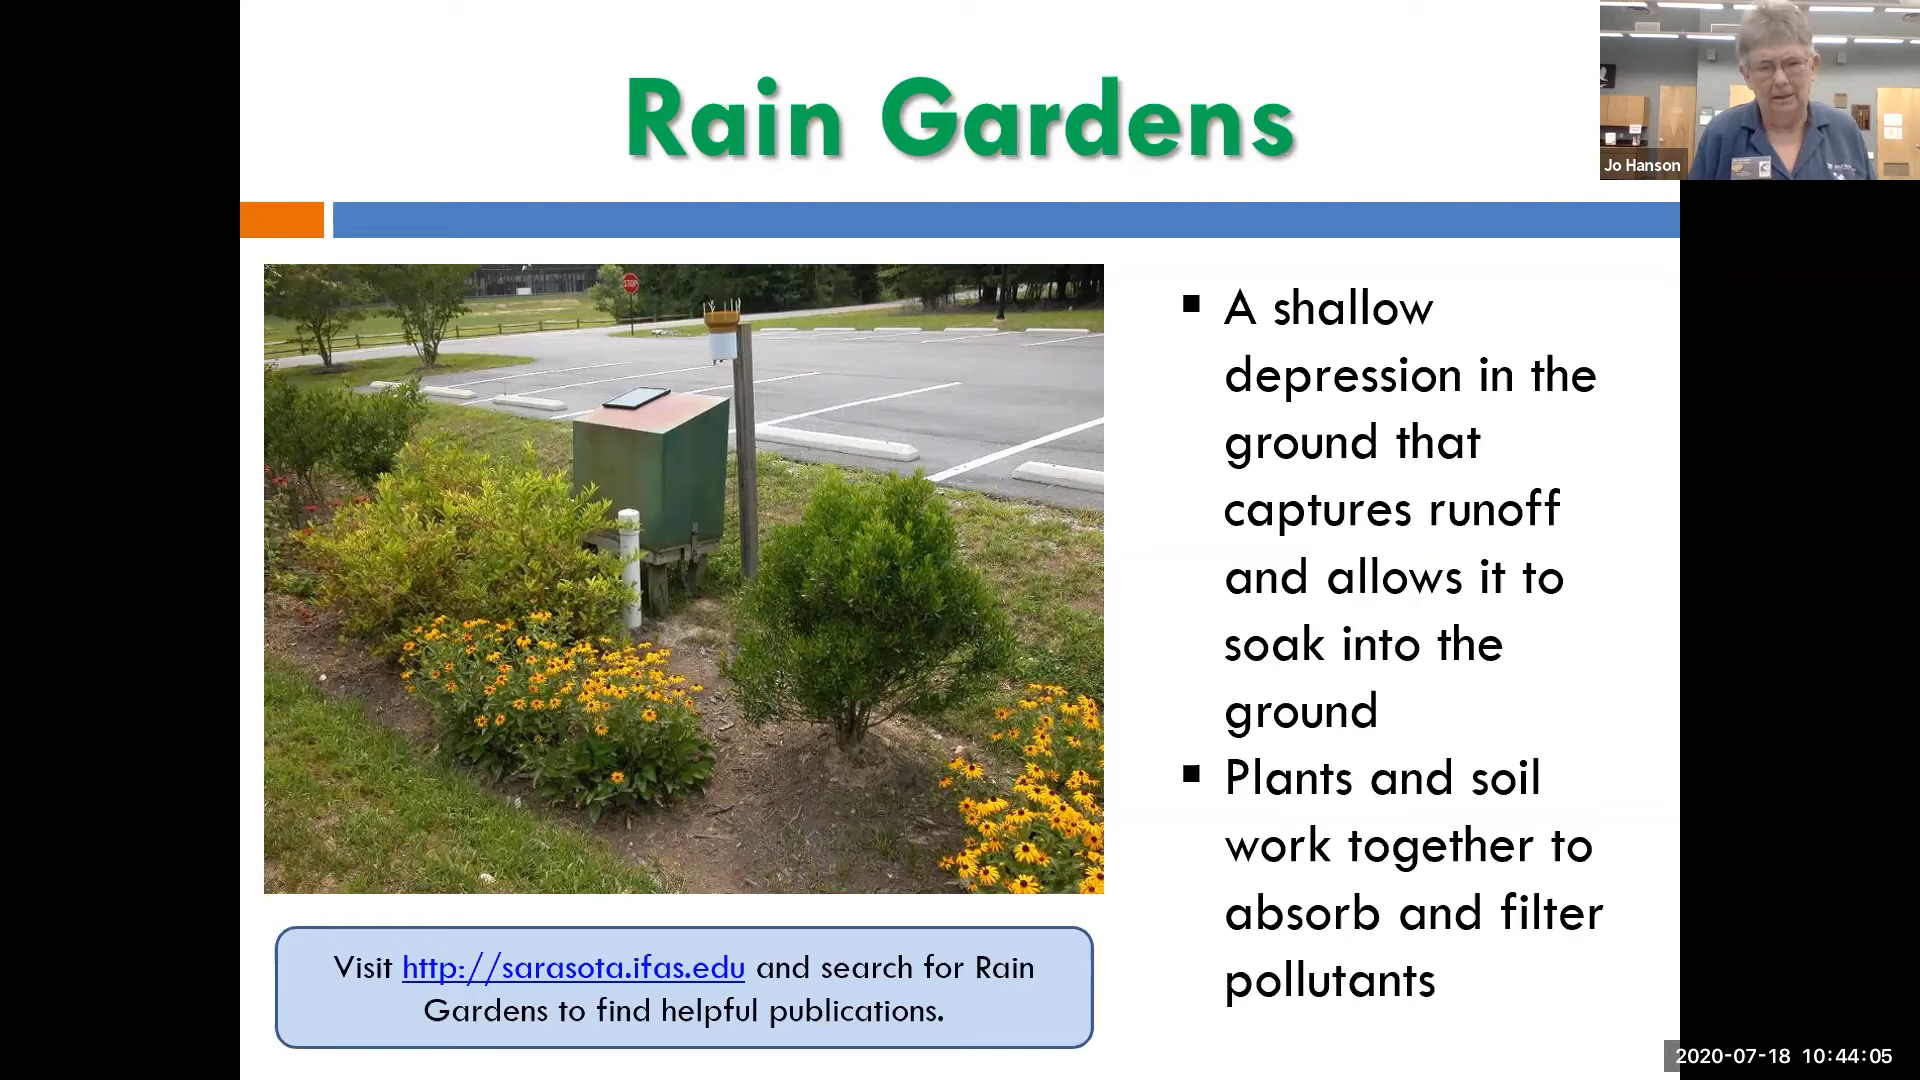 Rain Gardens
Jo Hanson
STOP
▪ A shallow
depression in the
ground that
captures runoff
and allows it to
soak into the
ground
▪ Plants and soil
work together to
absorb and filter
pollutants
Visit http://sarasota.ifas.edu and search for Rain
Gardens to find helpful publications.
2020-07-18 10:44:05